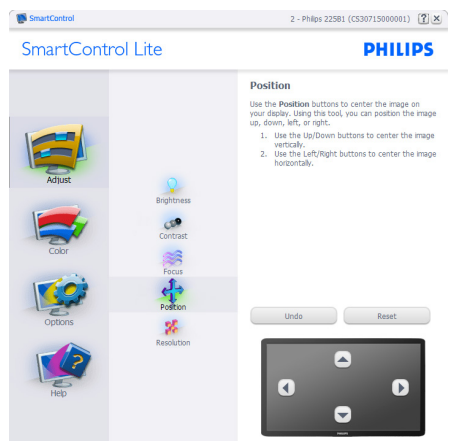 SmartControl
2 - Philips 225B1 (CS30715000001)
SmartControl Lite
PHILIPS
Adjust
Color
Options
Help
Brightness
Contrast
Focus
Position
Resolution
Position
Use the Position buttons to center the image on
your display. Using this tool, you can position the image
up, down, left, or right.
1. Use the Up/Down buttons to center the image
vertically.
2. Use the Left/Right buttons to center the image
horizontally.
Undo
Reset
PHILIPS